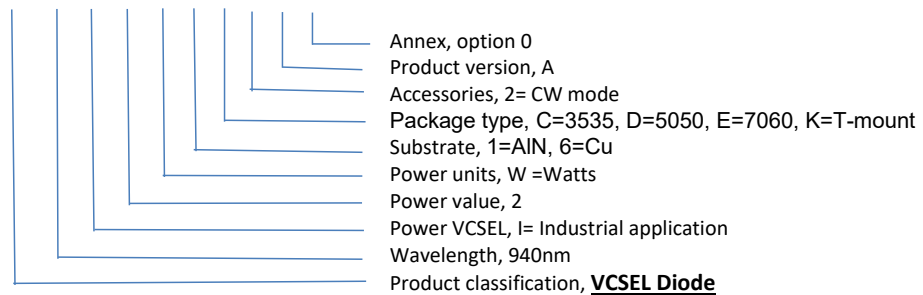 Annex, option 0
Product version, A
Accessories, 2= CW mode
Package type, C=3535, D=5050, E=7060, K=T-mount
Substrate, 1=AlN, 6=Cu
Power units, W =Watts
Power value, 2
Power VCSEL, I= Industrial application
Wavelength, 940nm
Product classification, VCSEL Diode